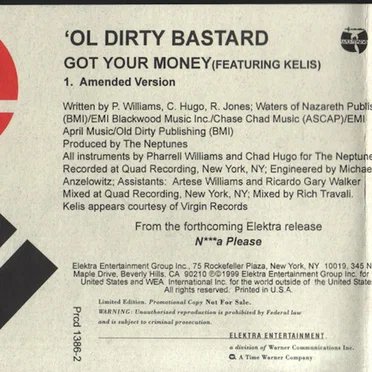 'OL DIRTY BASTARD
GOT YOUR MONEY (FEATURING KELIS)
1. Amended Version
Written by P. Williams, C. Hugo, R. Jones; Waters of Nazareth Publis
(BMI)/EMI Blackwood Music Inc./Chase Chad Music (ASCAP)/EMI
April Music/Old Dirty Publishing (BMI)
Produced by The Neptunes
All instruments by Pharrell Williams and Chad Hugo for The Neptune
Recorded at Quad Recording, New York, NY; Engineered by Michae
Anzelowitz; Assistants: Artese Williams and Ricardo Gary Walker
Mixed at Quad Recording, New York, NY; Mixed by Rich Travali.
Kelis appears courtesy of Virgin Records
From the forthcoming Elektra release
N***a Please
Elektra Entertainment Group Inc., 75 Rockefeller Plaza, New York, NY 10019, 345 N
Maple Drive, Beverly Hills, CA 90210 ℗©1999 Elektra Entertainment Group Inc. for
United States and WEA International Inc. for the world outside of the United States
All rights reserved. Printed in U.S.A.
Limited Edition. Promotional Copy Not For Sale.
WARNING: Unauthorized reproduction is prohibited by Federal law
and is subject to criminal prosecution.
ELEKTRA ENTERTAINMENT
a division of Warner Communications Inc.
A Time Warner Company
Prcd 1386-2